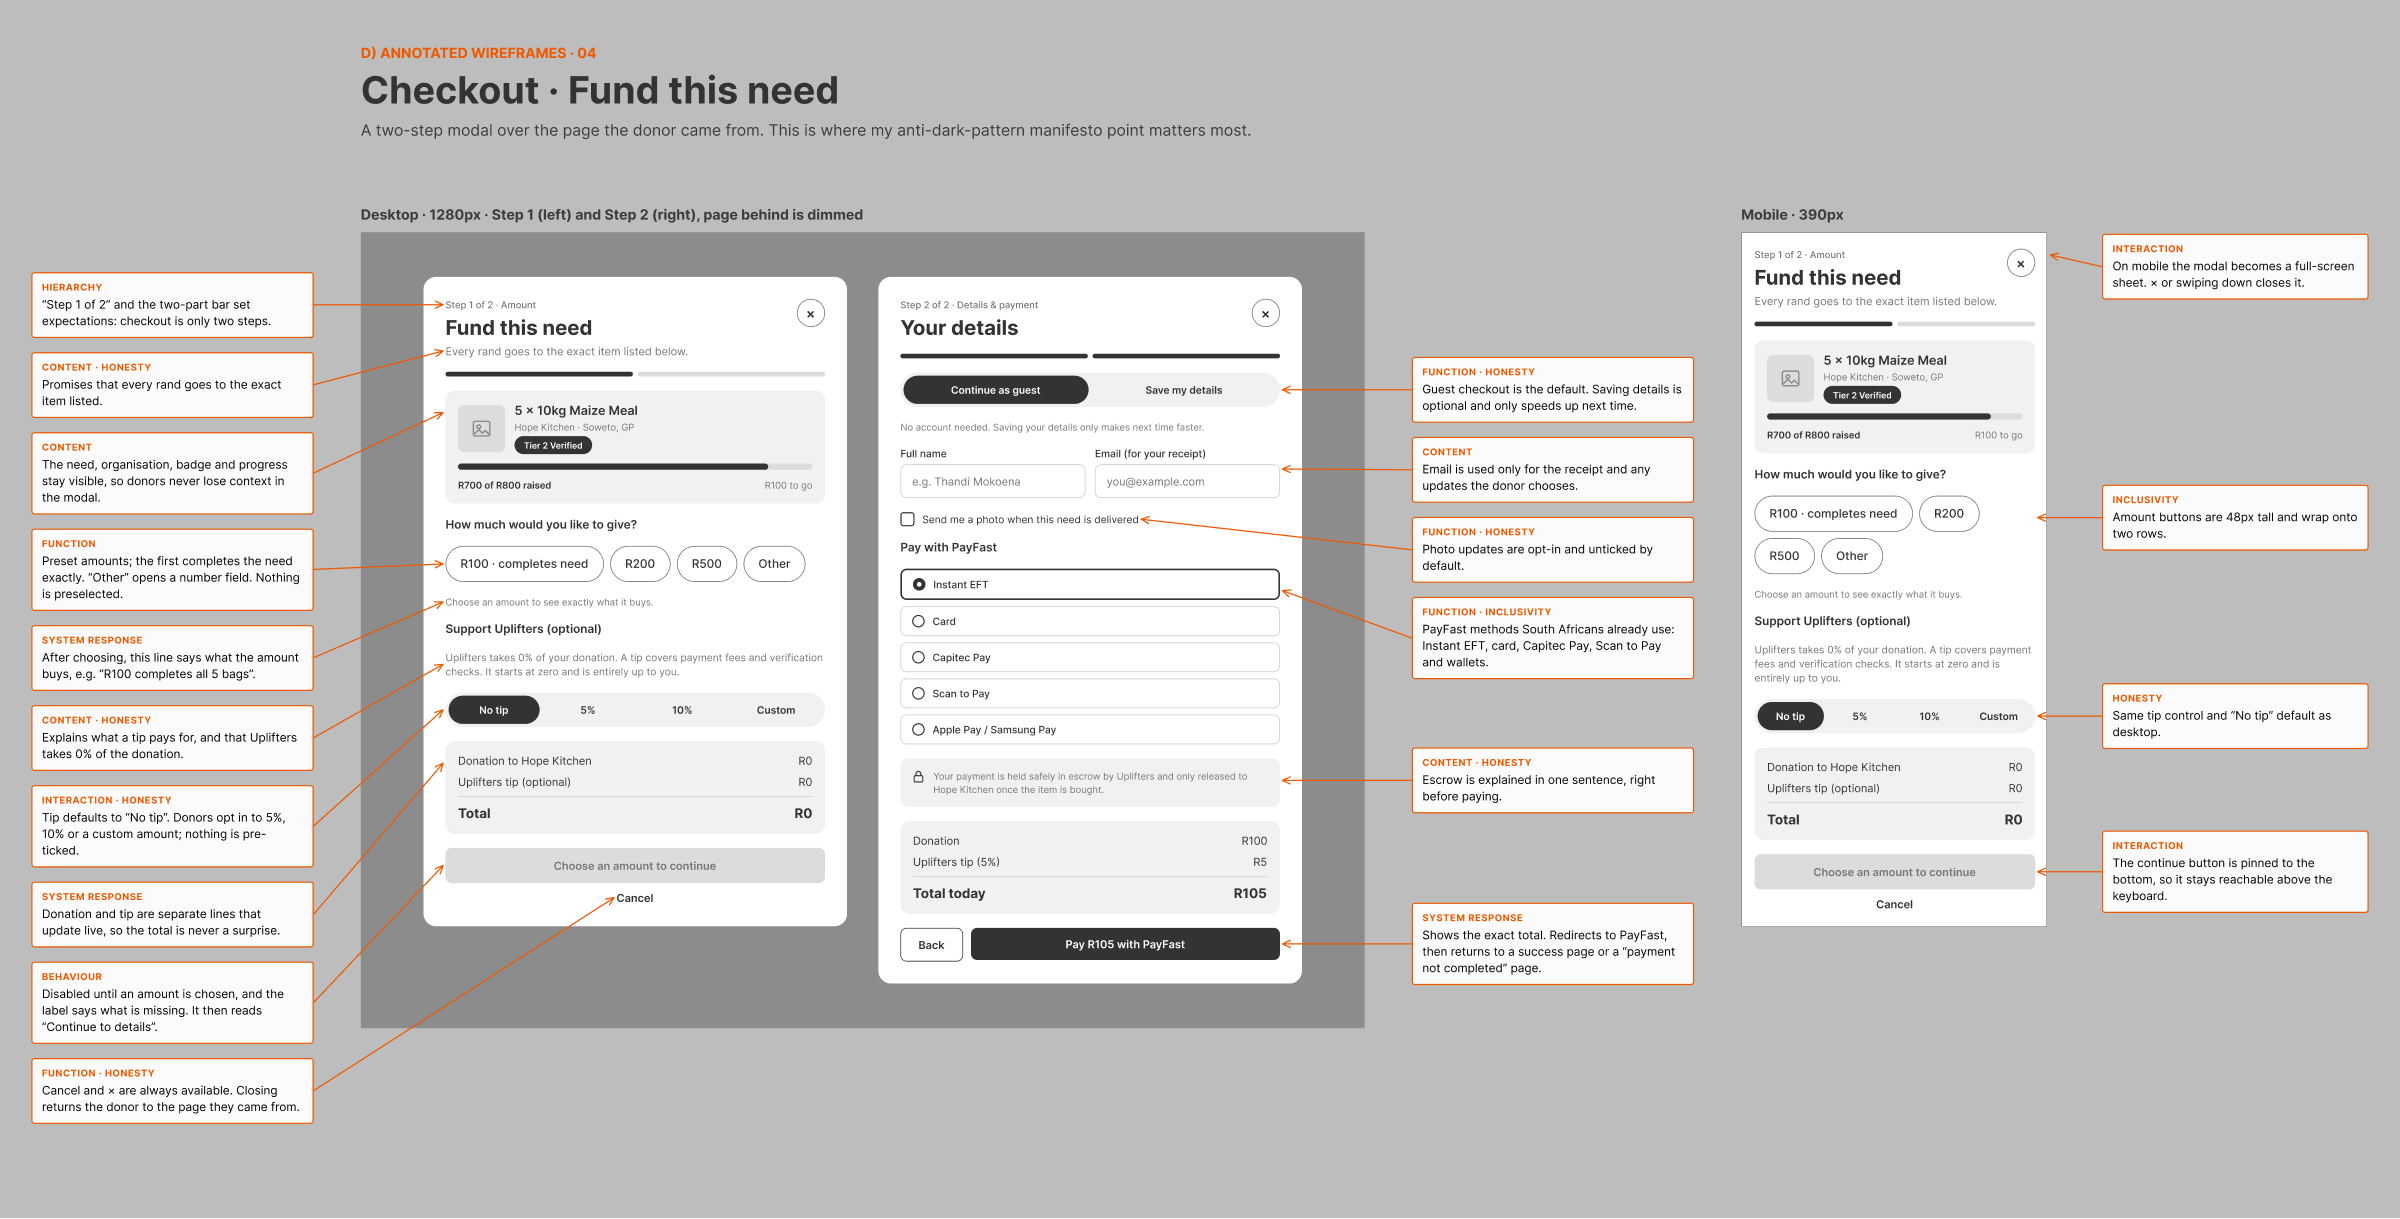 D) ANNOTATED WIREFRAMES · 04
Checkout · Fund this need
A two-step modal over the page the donor came from. This is where my anti-dark-pattern manifesto point matters most.
Desktop · 1280px · Step 1 (left) and Step 2 (right), page behind is dimmed
HIERARCHY
“Step 1 of 2” and the two-part bar set
expectations: checkout is only two steps.
CONTENT · HONESTY
Promises that every rand goes to the exact
item listed.
CONTENT
The need, organisation, badge and progress
stay visible, so donors never lose context in
the modal.
FUNCTION
Preset amounts; the first completes the need
exactly. “Other” opens a number field. Nothing
is preselected.
SYSTEM RESPONSE
After choosing, this line says what the amount
buys, e.g. “R100 completes all 5 bags”.
CONTENT · HONESTY
Explains what a tip pays for, and that Uplifters
takes 0% of the donation.
INTERACTION · HONESTY
Tip defaults to “No tip”. Donors opt in to 5%,
10% or a custom amount; nothing is pre-
ticked.
SYSTEM RESPONSE
Donation and tip are separate lines that
update live, so the total is never a surprise.
BEHAVIOUR
Disabled until an amount is chosen, and the
label says what is missing. It then reads
“Continue to details”.
FUNCTION · HONESTY
Cancel and × are always available. Closing
returns the donor to the page they came from.
Step 1 of 2 · Amount
Fund this need
×
Every rand goes to the exact item listed below.
5 × 10kg Maize Meal
Hope Kitchen · Soweto, GP
Tier 2 Verified
R700 of R800 raised
R100 to go
How much would you like to give?
R100 · completes need
R200
R500
Other
Choose an amount to see exactly what it buys.
Support Uplifters (optional)
Uplifters takes 0% of your donation. A tip covers payment fees and verification
checks. It starts at zero and is entirely up to you.
No tip
5%
10%
Custom
Donation to Hope Kitchen R0
Uplifters tip (optional) R0
Total R0
Choose an amount to continue
Cancel
Step 2 of 2 · Details & payment
Your details
×
Continue as guest
Save my details
No account needed. Saving your details only makes next time faster.
Full name
Email (for your receipt)
e.g. Thandi Mokoena
you@example.com
Send me a photo when this need is delivered
Pay with PayFast
Instant EFT
Card
Capitec Pay
Scan to Pay
Apple Pay / Samsung Pay
Your payment is held safely in escrow by Uplifters and only released to
Hope Kitchen once the item is bought.
Donation R100
Uplifters tip (5%) R5
Total today R105
Back
Pay R105 with PayFast
FUNCTION · HONESTY
Guest checkout is the default. Saving details is
optional and only speeds up next time.
CONTENT
Email is used only for the receipt and any
updates the donor chooses.
FUNCTION · HONESTY
Photo updates are opt-in and unticked by
default.
FUNCTION · INCLUSIVITY
PayFast methods South Africans already use:
Instant EFT, card, Capitec Pay, Scan to Pay
and wallets.
CONTENT · HONESTY
Escrow is explained in one sentence, right
before paying.
SYSTEM RESPONSE
Shows the exact total. Redirects to PayFast,
then returns to a success page or a “payment
not completed” page.
Mobile · 390px
Step 1 of 2 · Amount
Fund this need
×
Every rand goes to the exact item listed below.
5 × 10kg Maize Meal
Hope Kitchen · Soweto, GP
Tier 2 Verified
R700 of R800 raised
R100 to go
How much would you like to give?
R100 · completes need
R200
R500
Other
Choose an amount to see exactly what it buys.
Support Uplifters (optional)
Uplifters takes 0% of your donation. A tip covers payment
fees and verification checks. It starts at zero and is
entirely up to you.
No tip
5%
10%
Custom
Donation to Hope Kitchen R0
Uplifters tip (optional) R0
Total R0
Choose an amount to continue
Cancel
INTERACTION
On mobile the modal becomes a full-screen
sheet. × or swiping down closes it.
INCLUSIVITY
Amount buttons are 48px tall and wrap onto
two rows.
HONESTY
Same tip control and “No tip” default as
desktop.
INTERACTION
The continue button is pinned to the
bottom, so it stays reachable above the
keyboard.